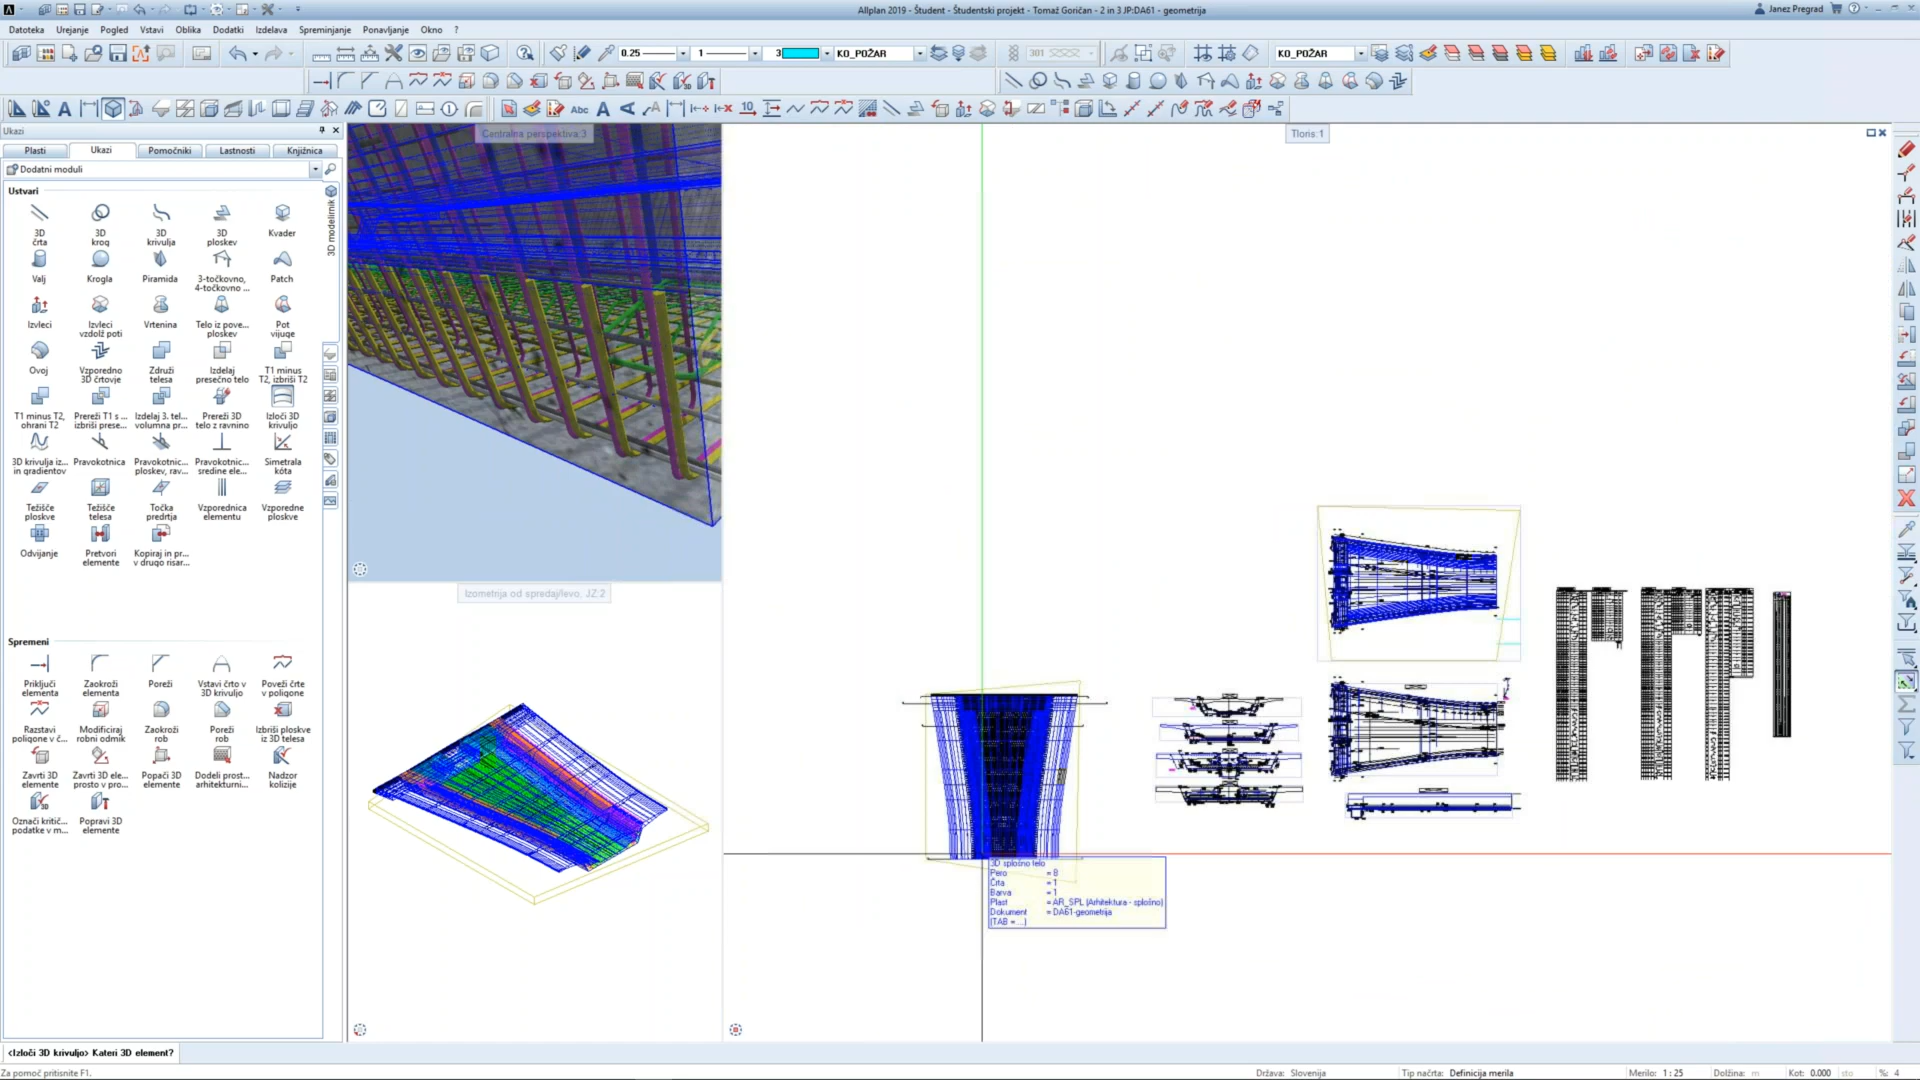 Allplan 2019 - Študent - Študentski projekt - Tomaž Goričan - 2 in 3 JP:DA61 - geometrija
Janez Pregrad
Datoteka Urejanje Pogled Vstavi Oblika Dodatki Izdelava Spreminjanje Ponavljanje Okno ?
0.25 1 3 KO_POŽAR 301 KO_POŽAR
Abc
Ukazi
Plasti Ukazi Pomočniki Lastnosti Knjižnica
Dodatni moduli
3D modelirnik
Ustvari
3D črta
3D kroq
3D krivulja
3D ploskev
Kvader
Valj
Krogla
Piramida
3-točkovno, 4-točkovno ...
Patch
Izvleci
Izvleci vzdolž poti
Vrtenina
Telo iz pove... ploskev
Pot vijuqe
Ovoj
Vzporedno 3D črtovje
Združi telesa
Izdelaj presečno telo
T1 minus T2, izbriši T2
T1 minus T2, ohrani T2
Prereži T1 s ... izbriši prese...
Izdelaj 3. tel... volumna pr...
Prereži 3D telo z ravnino
Izloči 3D krivuljo
3D krivulja iz... in qradientov
Pravokotnica
Pravokotnic... ploskev, rav...
Pravokotnic... sredine ele...
Simetrala kóta
Težišče ploskve
Težišče telesa
Točka predrtja
Vzporednica elementu
Vzporedne ploskve
Odvijanje
Pretvori elemente
Kopiraj in pr... v drugo risar...
Spremeni
Priključi elementa
Zaokroži elementa
Poreži
Vstavi črto v 3D krivuljo
Poveži črte v poliqone
Razstavi poliqone v č...
Modificiraj robni odmik
Zaokroži rob
Poreži rob
Izbriši ploskve iz 3D telesa
Zavrti 3D elemente
Zavrti 3D ele... prosto v pro...
Popači 3D elemente
Dodeli prost... arhitekturni...
Nadzor kolizije
Označi kritič... podatke v m...
Popravi 3D elemente
Centralna perspektiva:3
Izometrija od spredaj/levo, JZ:2
Tloris:1
3D splošno telo
Pero = 8
Črta = 1
Barva = 1
Plast = AR_SPL (Arhitektura - splošno)
Dokument = DA61-geometrija
(TAB = ...)
<Izloči 3D krivuljo> Kateri 3D element?
Za pomoč pritisnite F1.
Država: Slovenija Tip načrta: Definicija merila Merilo: 1 : 25 Dolžina: m Kot: 0.000 sto %: 4